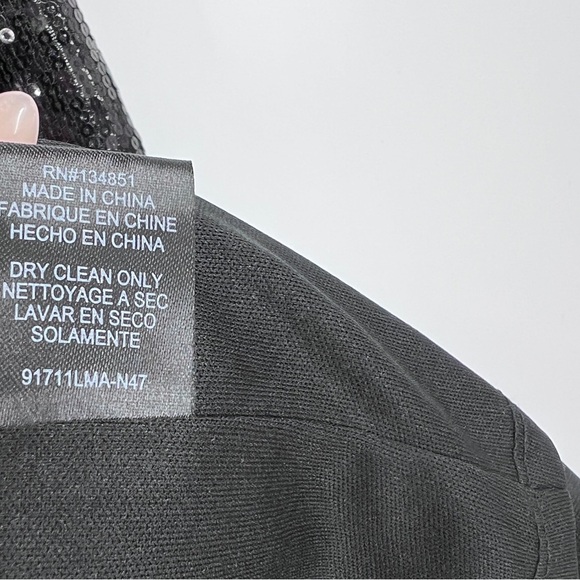 RN#134851
MADE IN CHINA
FABRIQUE EN CHINE
HECHO EN CHINA
DRY CLEAN ONLY
NETTOYAGE A SEC
LAVAR EN SECO
SOLAMENTE
91711LMA-N47